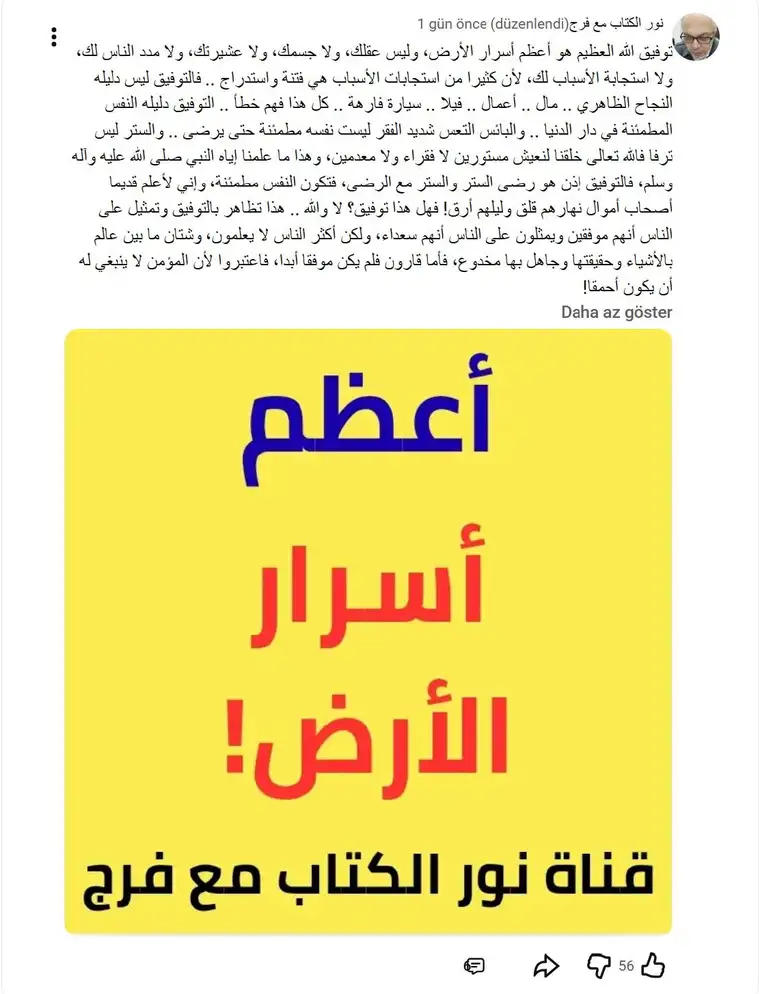 نور الكتاب مع فرج 1 gün önce (düzenlendi)
توفيق الله العظيم هو أعظم أسرار الأرض، وليس عقلك، ولا جسمك، ولا عشيرتك، ولا مدد الناس لك،
ولا استجابة الأسباب لك، لأن كثيرا من استجابات الأسباب هي فتنة واستدراج .. فالتوفيق ليس دليله
النجاح الظاهري .. مال .. أعمال .. فيلا .. سيارة فارهة .. كل هذا فهم خطأ .. التوفيق دليله النفس
المطمئنة في دار الدنيا .. والبائس التعس شديد الفقر ليست نفسه مطمئنة حتى يرضى .. والستر ليس
ترفا فالله تعالى خلقنا لنعيش مستورين لا فقراء ولا معدمين، وهذا ما علمنا إياه النبي صلى الله عليه وآله
وسلم، فالتوفيق إذن هو رضى الستر والستر مع الرضى، فتكون النفس مطمئنة، وإني لأعلم قديما
أصحاب أموال نهارهم قلق وليلهم أرق! فهل هذا توفيق؟ لا والله .. هذا تظاهر بالتوفيق وتمثيل على
الناس أنهم موفقين ويمثلون على الناس أنهم سعداء، ولكن أكثر الناس لا يعلمون، وشتان ما بين عالم
بالأشياء وحقيقتها وجاهل بها مخدوع، فأما قارون فلم يكن موفقا أبدا، فاعتبروا لأن المؤمن لا ينبغي له
أن يكون أحمقا!
Daha az göster
أعظم
أسرار
الأرض!
قناة نور الكتاب مع فرج
56